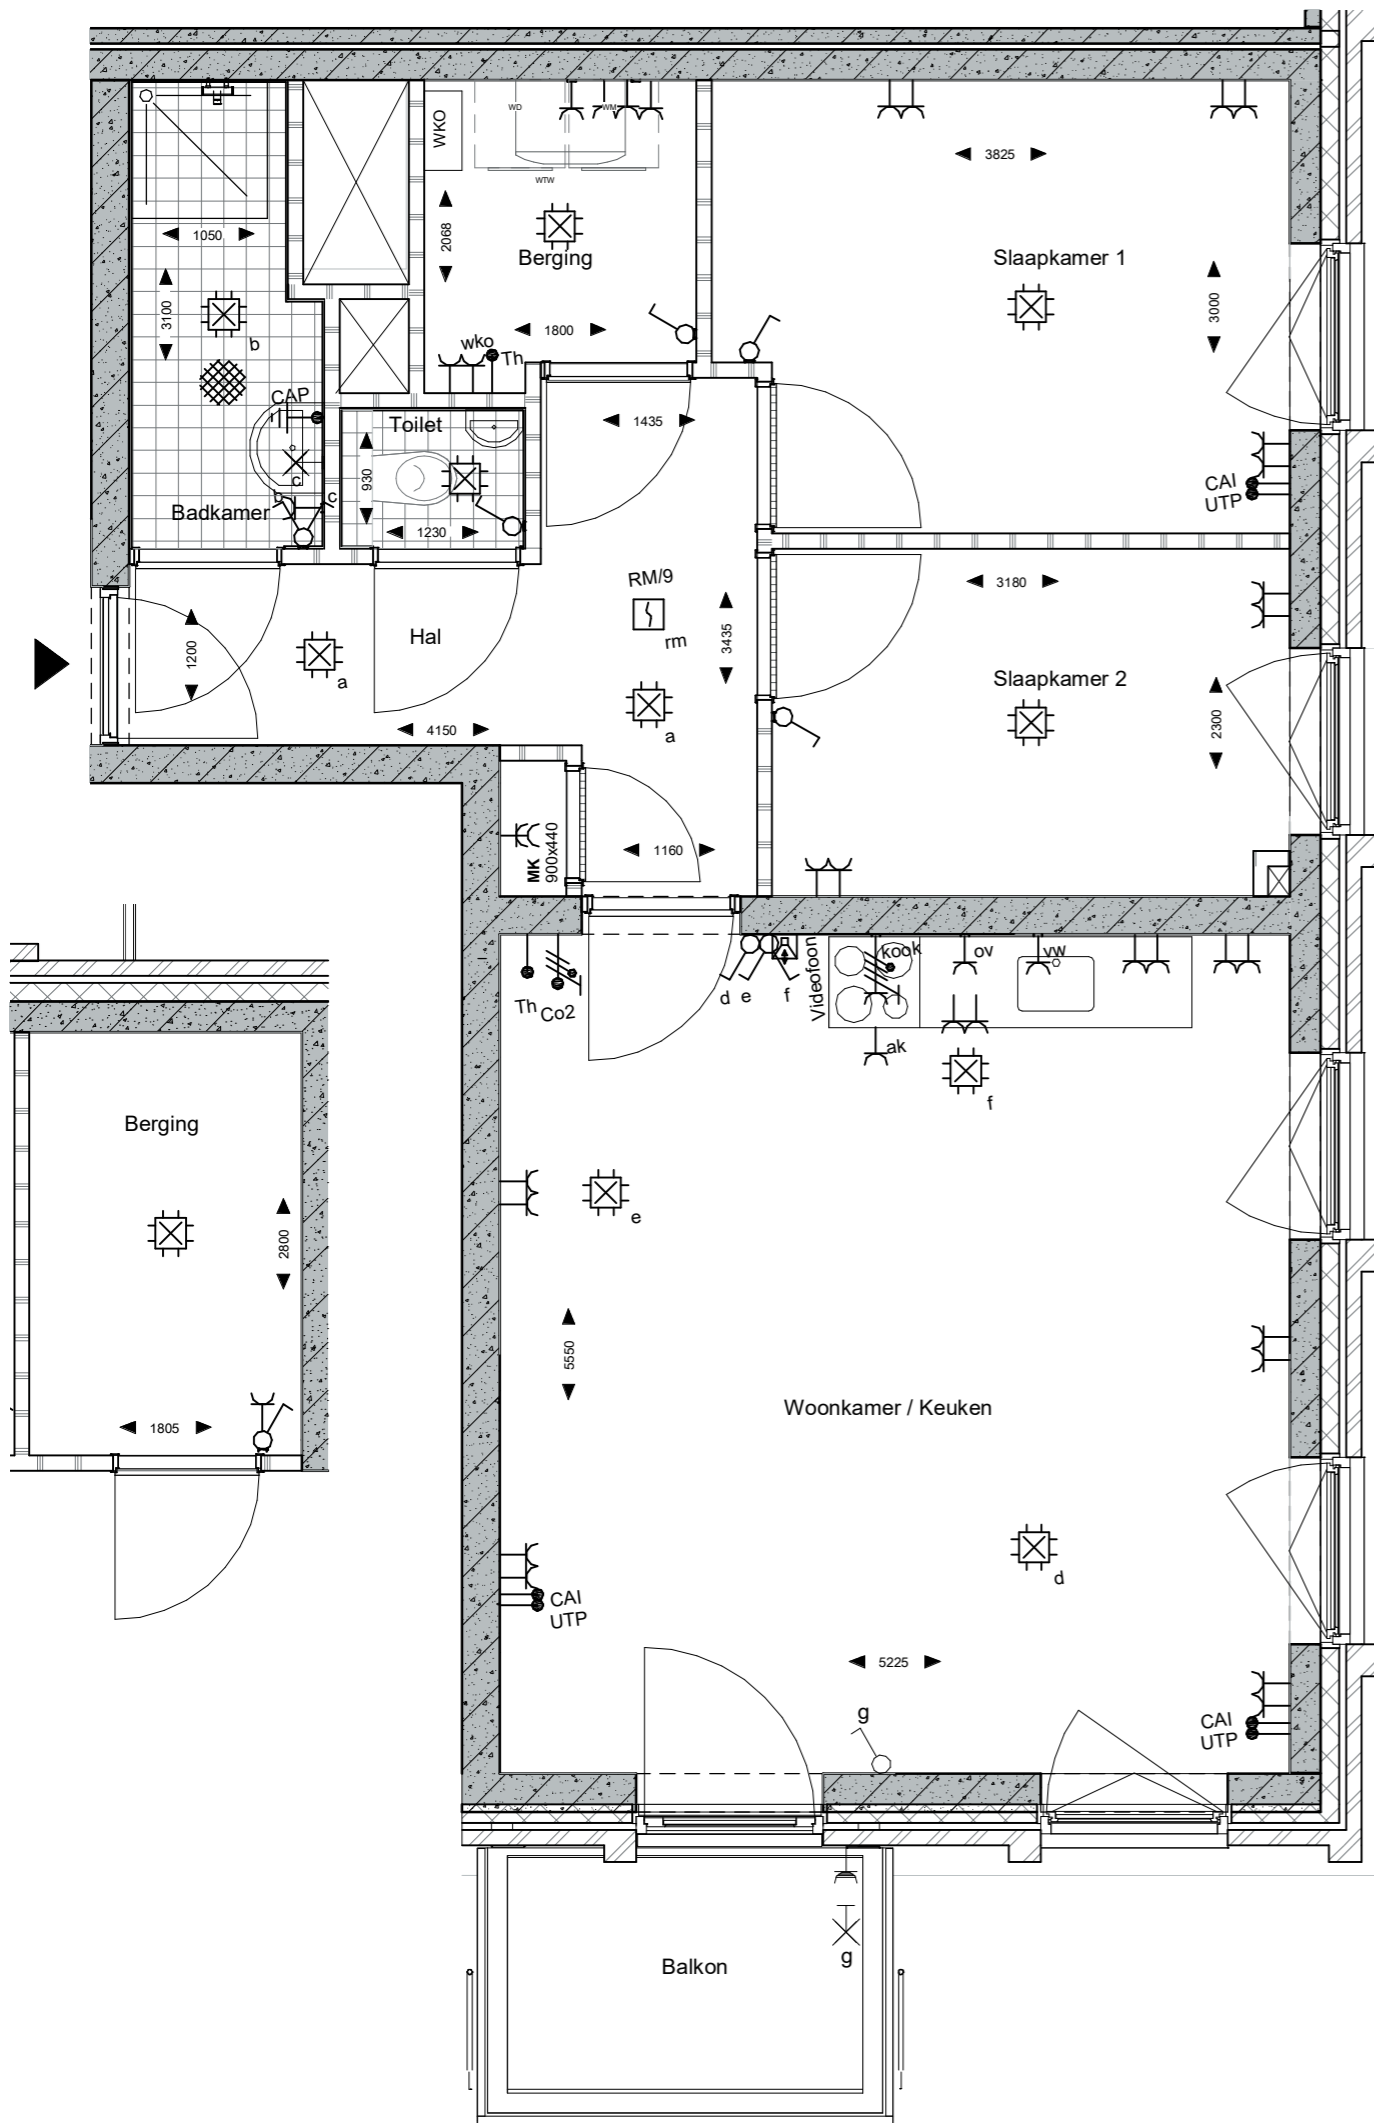 WKO
WD
WM
WTW
3825
1050
2068
Berging
Slaapkamer 1
3100
3000
b
1800
wko
Th
CAP
Toilet
1435
930
c
CAI
UTP
b
c
Badkamer
1230
RM/9
3180
rm
Hal
1200
3435
a
Slaapkamer 2
2300
4150
a
MK
900x440
1160
Th
Co2
d
e
f
Videofoon
kook
ov
vw
ak
f
Berging
e
2800
5550
Woonkamer / Keuken
1805
d
CAI
UTP
5225
g
CAI
UTP
g
Balkon